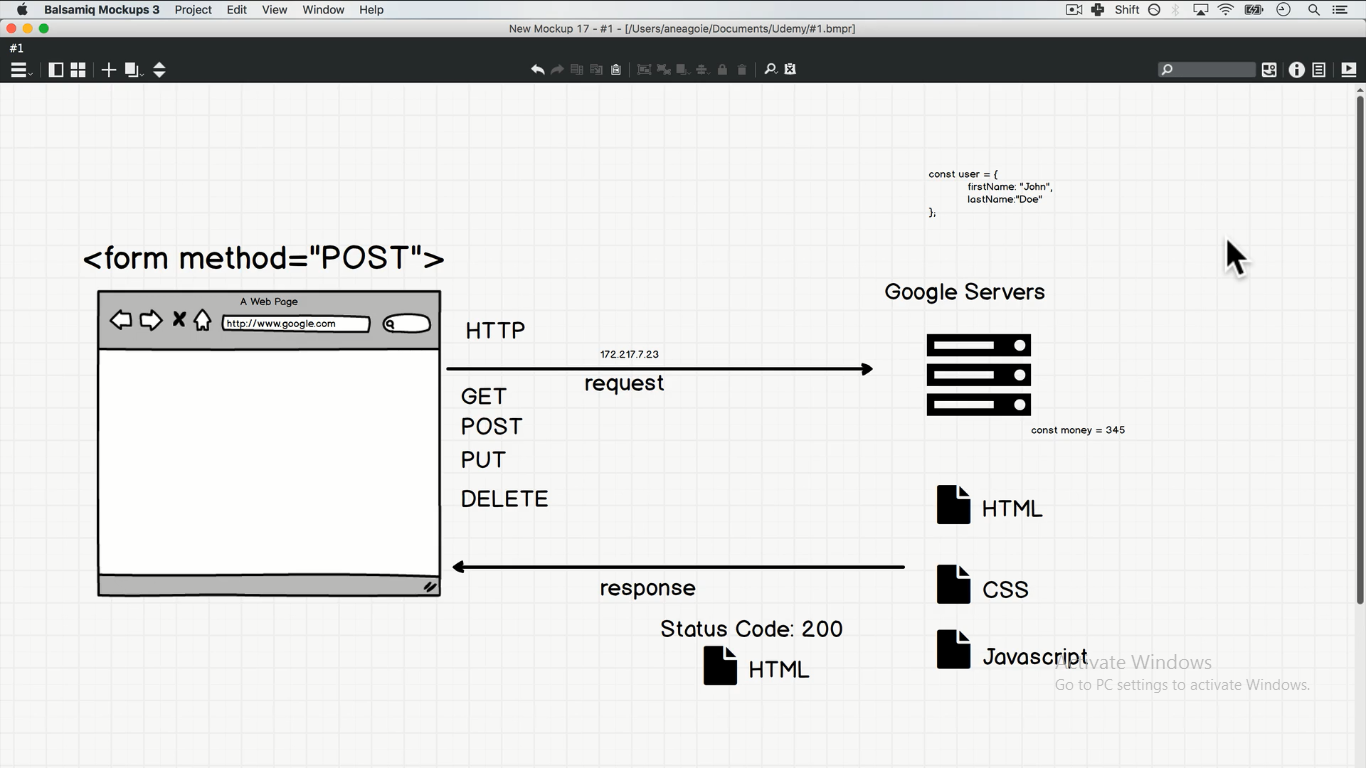 Balsamiq Mockups 3 Project Edit View Window Help Shift
New Mockup 17 - #1 - [/Users/aneagoie/Documents/Udemy/#1.bmpr]
#1
const user = {
firstName: "John",
lastName:"Doe"
};
<form method="POST">
A Web Page
http://www.google.com
HTTP
172.217.7.23
request
GET
POST
PUT
DELETE
Google Servers
const money = 345
HTML
CSS
Javascript
response
Status Code: 200
HTML
Activate Windows
Go to PC settings to activate Windows.